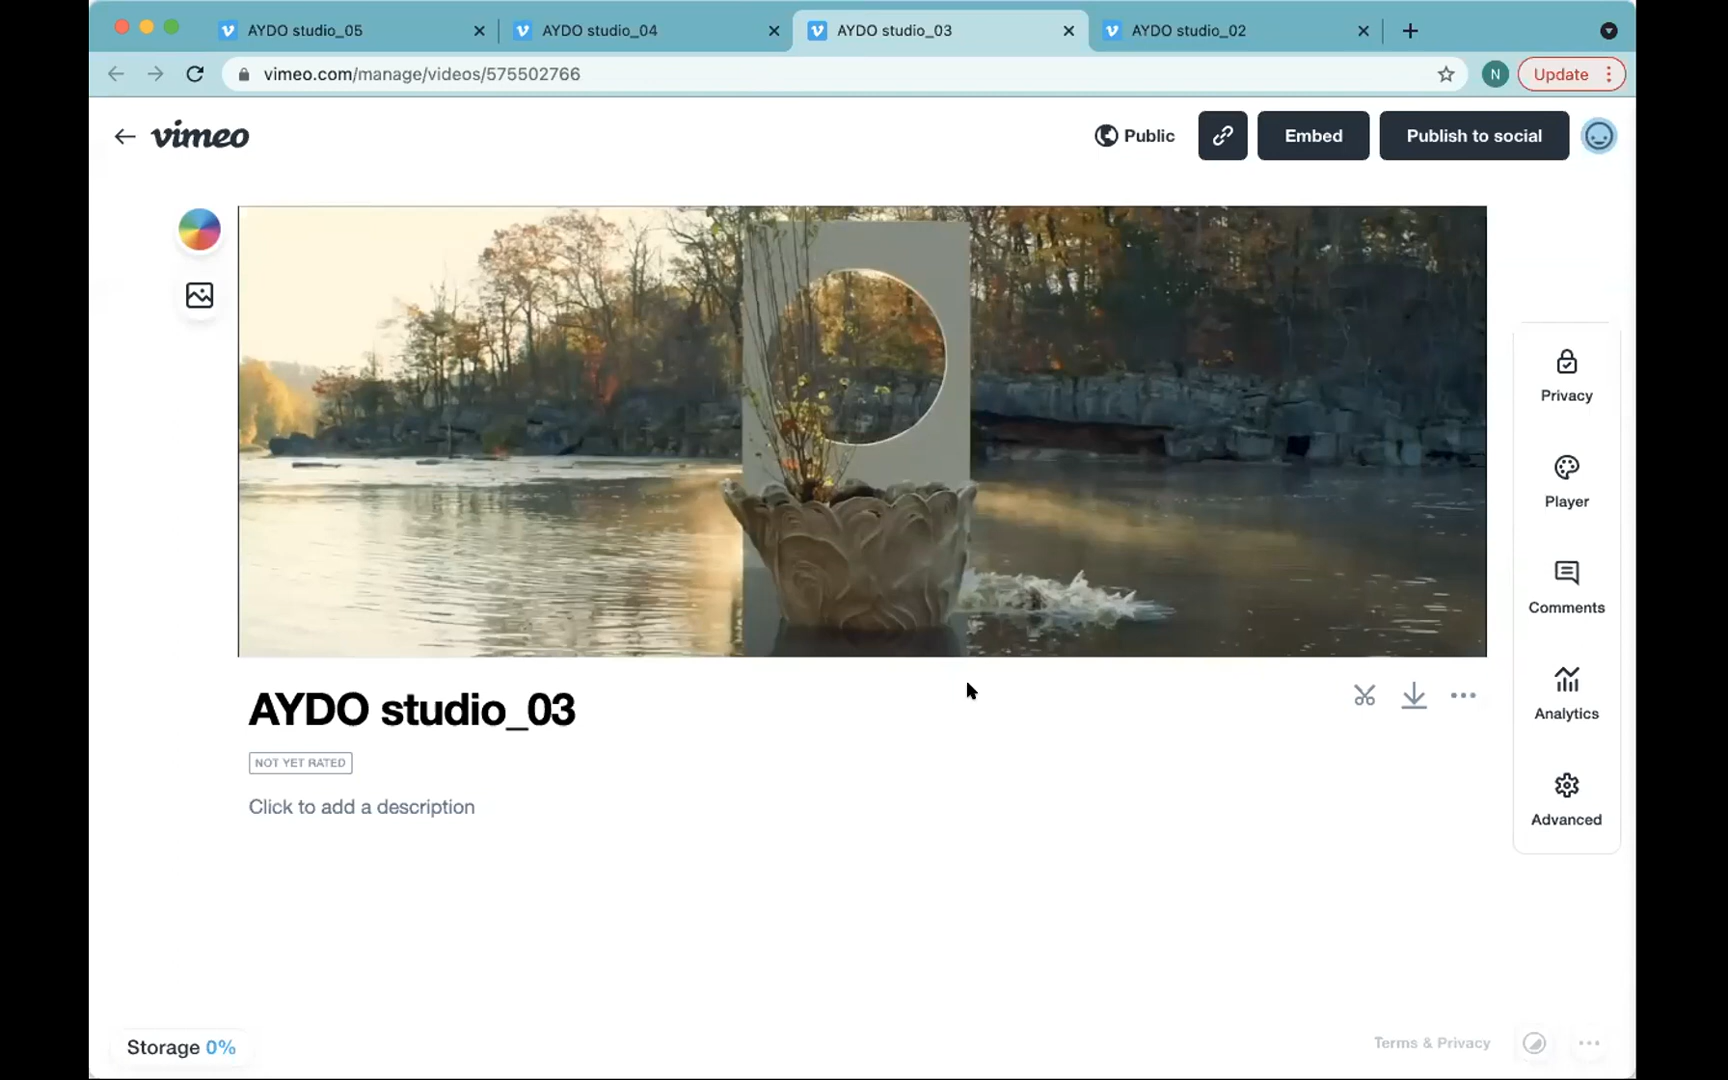 AYDO studio_05
AYDO studio_04
AYDO studio_03
AYDO studio_02
vimeo.com/manage/videos/575502766
N
Update
vimeo
Public
Embed
Publish to social
Privacy
Player
Comments
Analytics
Advanced
AYDO studio_03
NOT YET RATED
Click to add a description
Storage 0%
Terms & Privacy